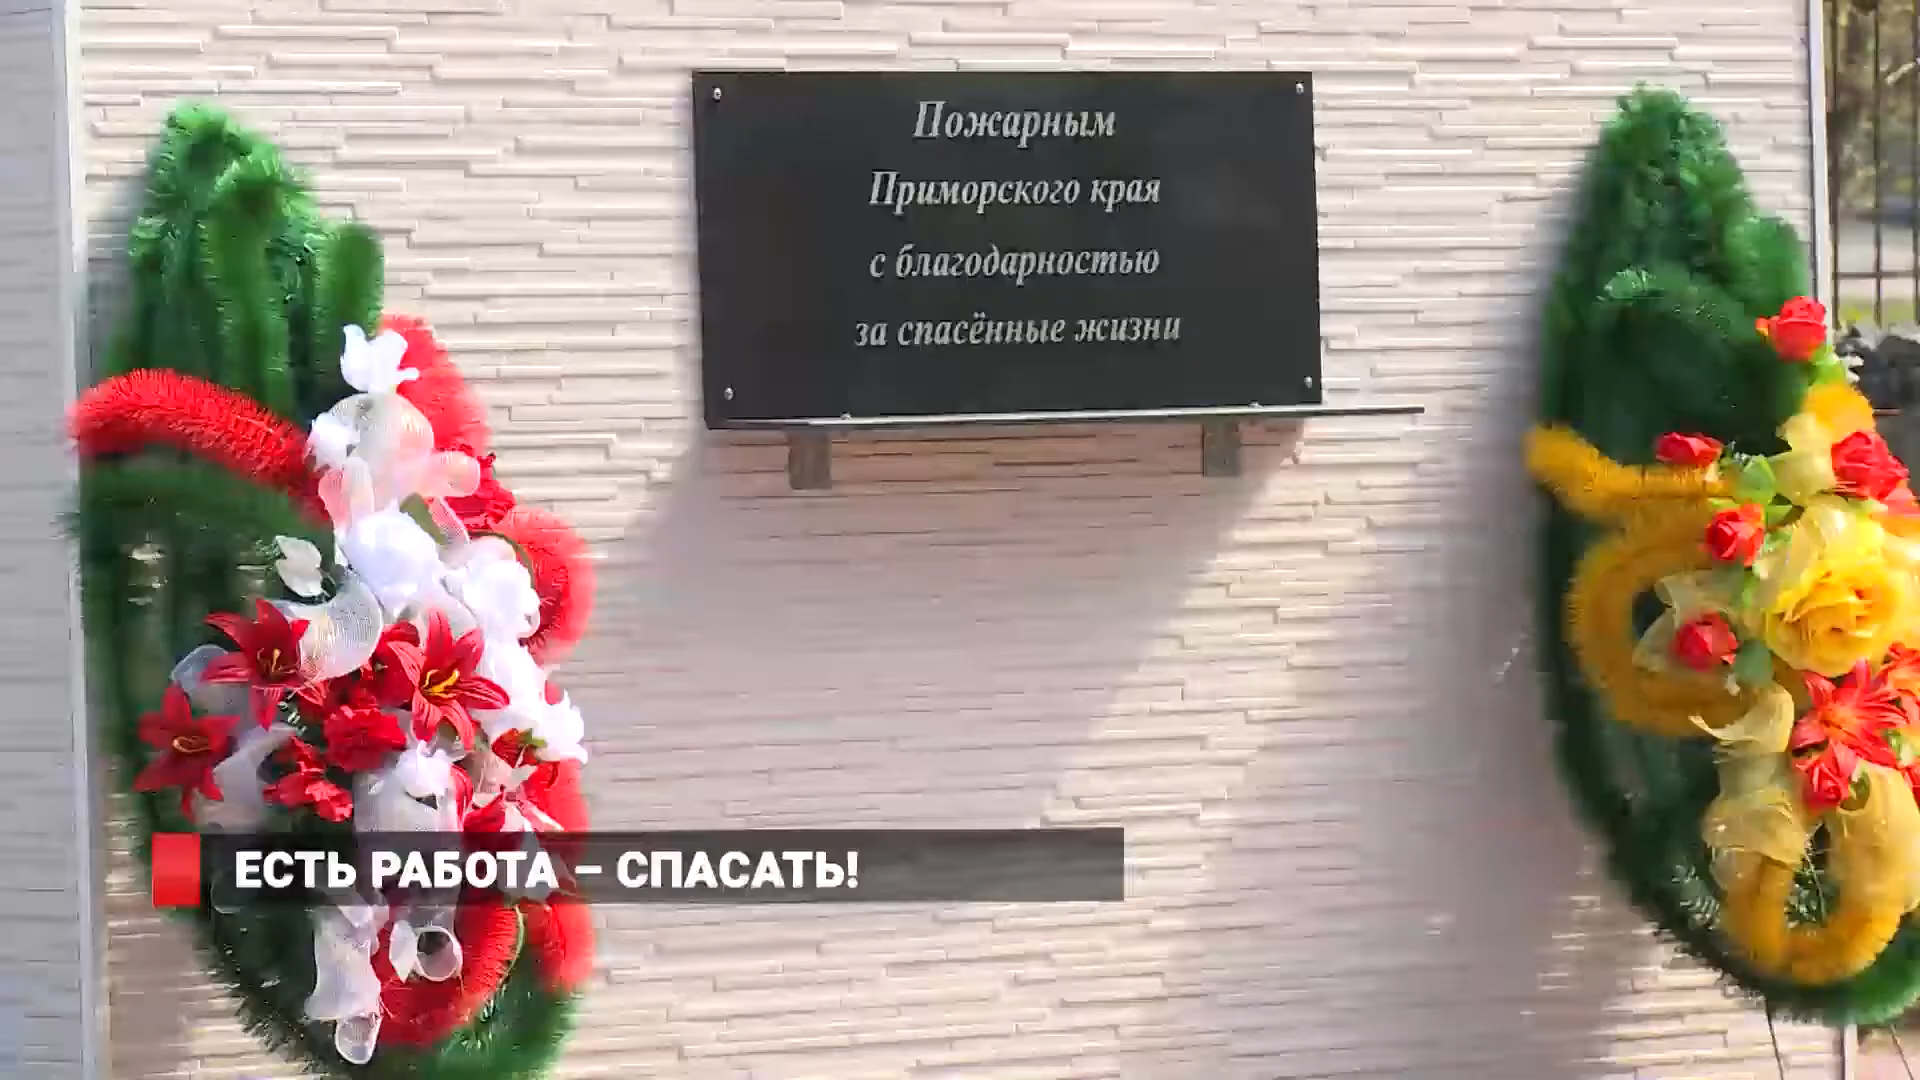 Пожарным
Приморского края
с благодарностью
за спасённые жизни
ЕСТЬ РАБОТА – СПАСАТЬ!